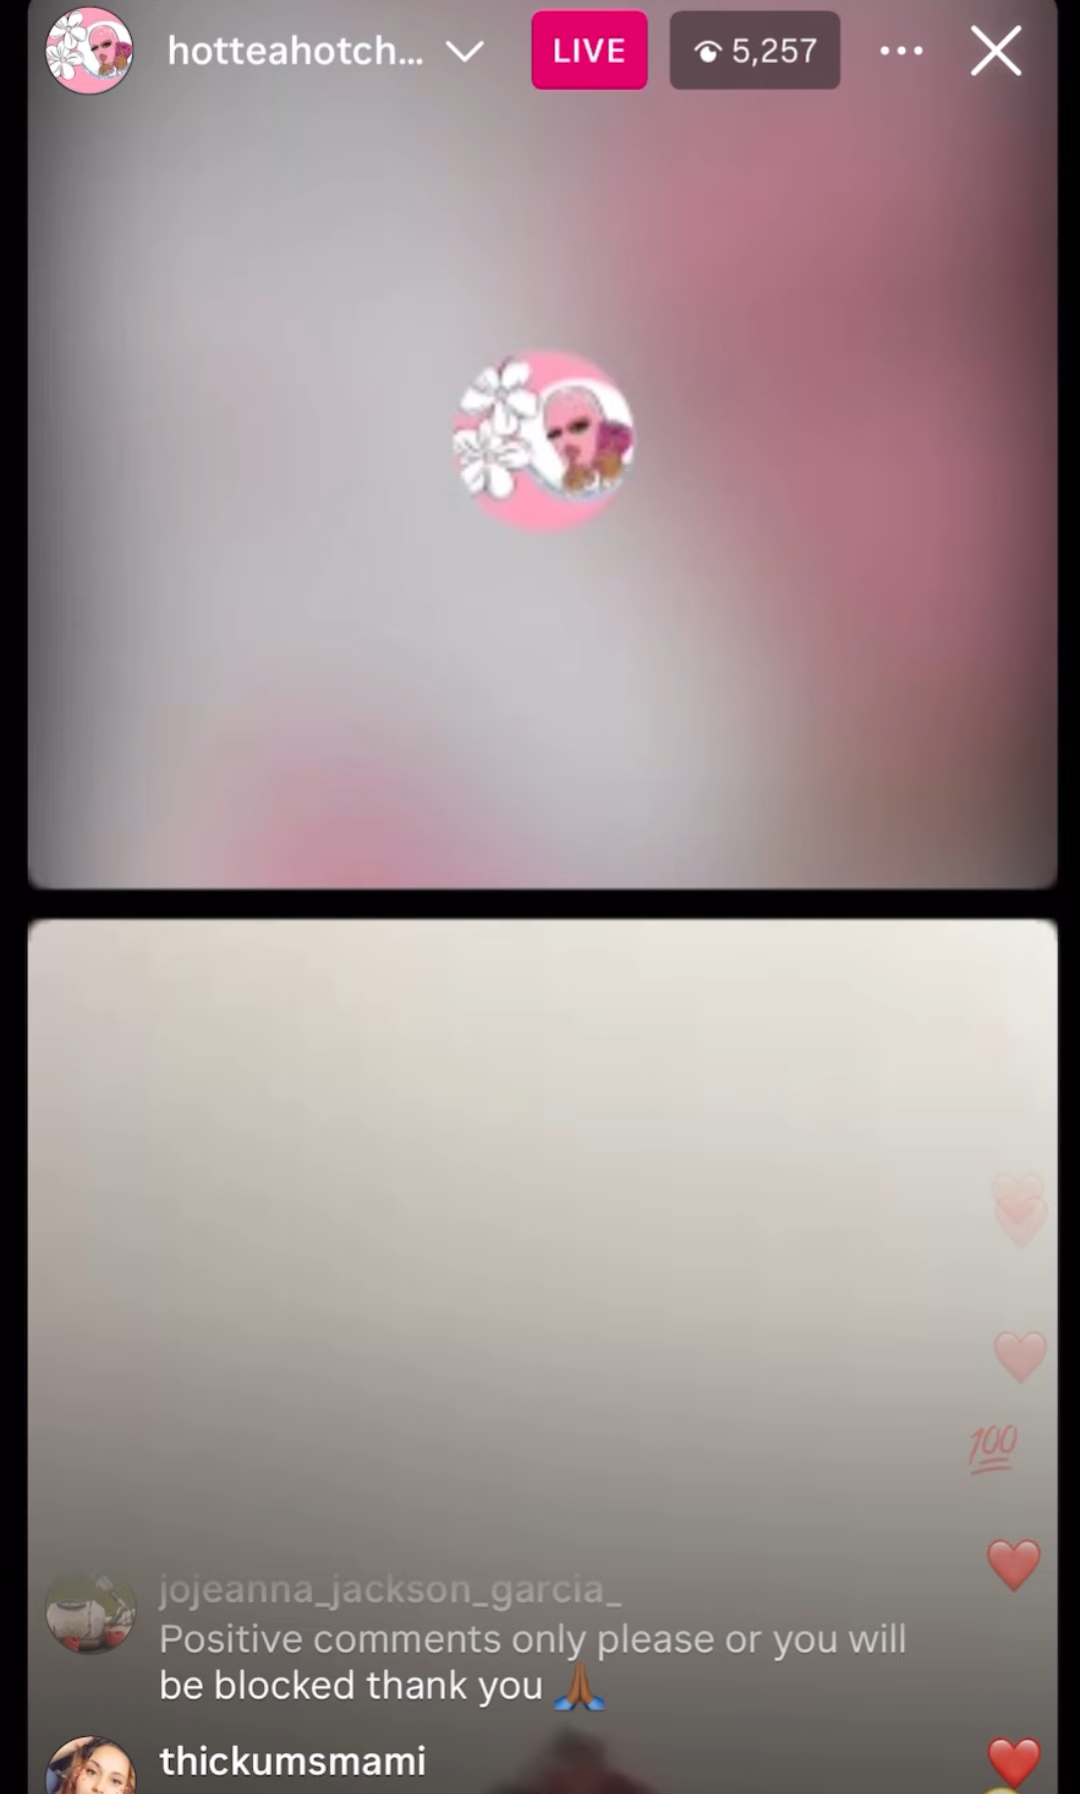 hotteahotch...
LIVE
5,257
100
jojeanna_jackson_garcia_
Positive comments only please or you will
be blocked thank you 🙏🏾
thickumsmami